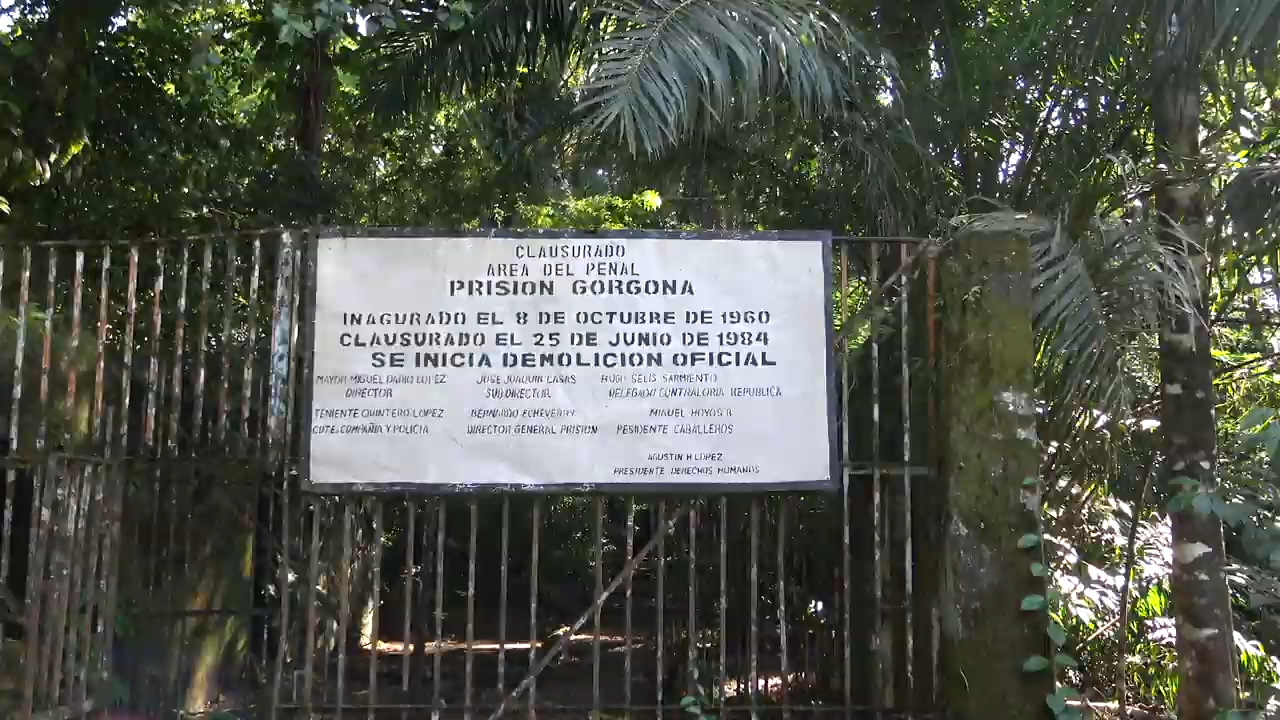 CLAUSURADO
AREA DEL PENAL
PRISION GORGONA
INAGURADO EL 8 DE OCTUBRE DE 1960
CLAUSURADO EL 25 DE JUNIO DE 1984
SE INICIA DEMOLICION OFICIAL
MAYOR MIGUEL DARIO LOPEZ JOSE JOAQUIN CASAS HUGO SELIS SARMIENTO
DIRECTOR SUBDIRECTOR DELEGADO CONTRALORIA REPUBLICA
TENIENTE QUINTERO LOPEZ BERNARDO ECHEVERRY MIGUEL HOYOS R
CDTE. COMPAÑIA Y POLICIA DIRECTOR GENERAL PRISION PESIDENTE CABALLEROS
AGUSTIN H LOPEZ
PRESIDENTE DERECHOS HUMANOS